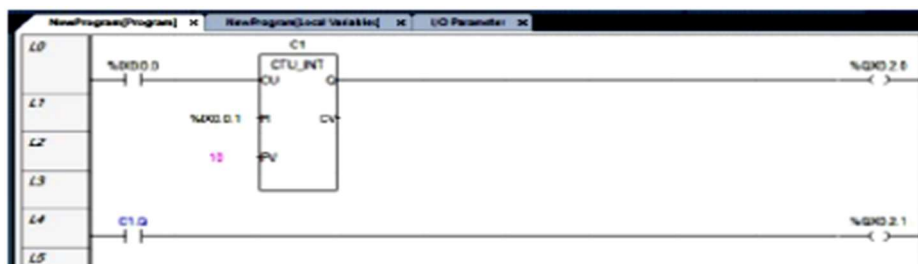 NewProgram[Program] × NewProgram[Local Variables] × I/O Parameter ×
L0
C1
%IX0.0.0 CTU_INT %QX0.2.0
CU Q
L1
%IX0.0.1 R CV
L2
10 PV
L3
L4 C1.Q %QX0.2.1
L5